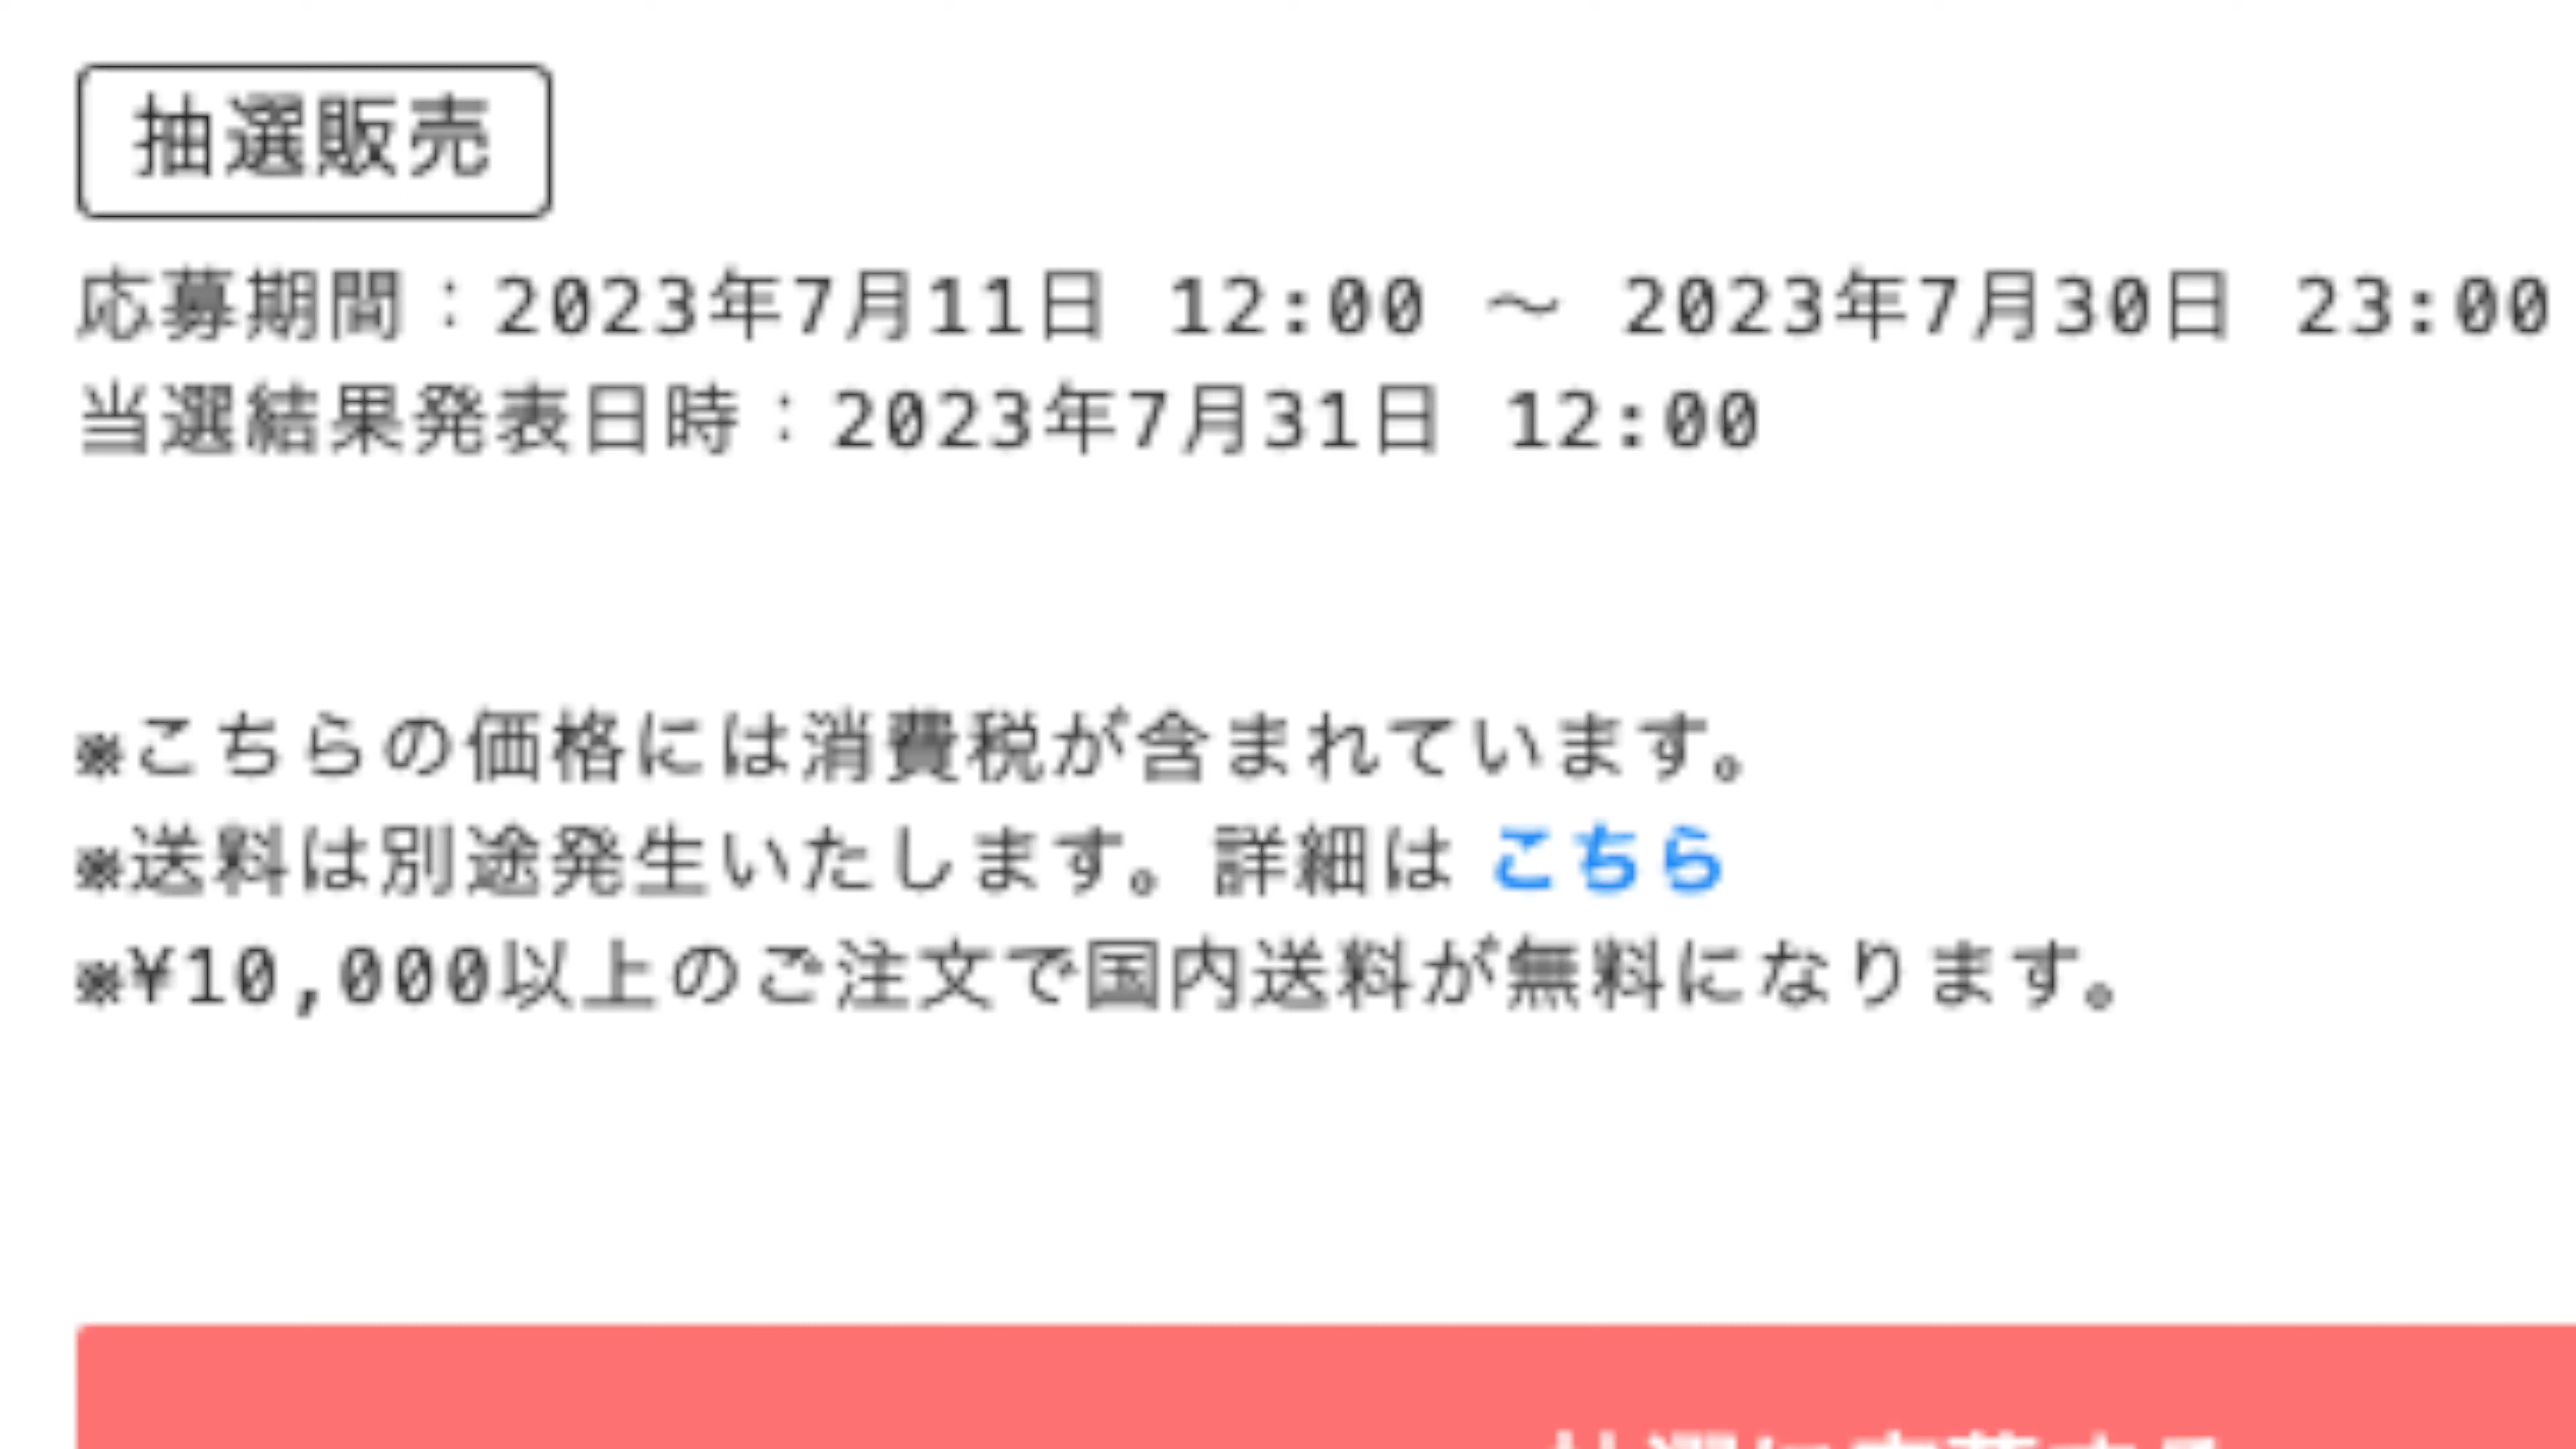 抽選販売
応募期間：2023年7月11日 12:00 ～ 2023年7月30日 23:00
当選結果発表日時：2023年7月31日 12:00
※こちらの価格には消費税が含まれています。
※送料は別途発生いたします。詳細は こちら
※¥10,000以上のご注文で国内送料が無料になります。